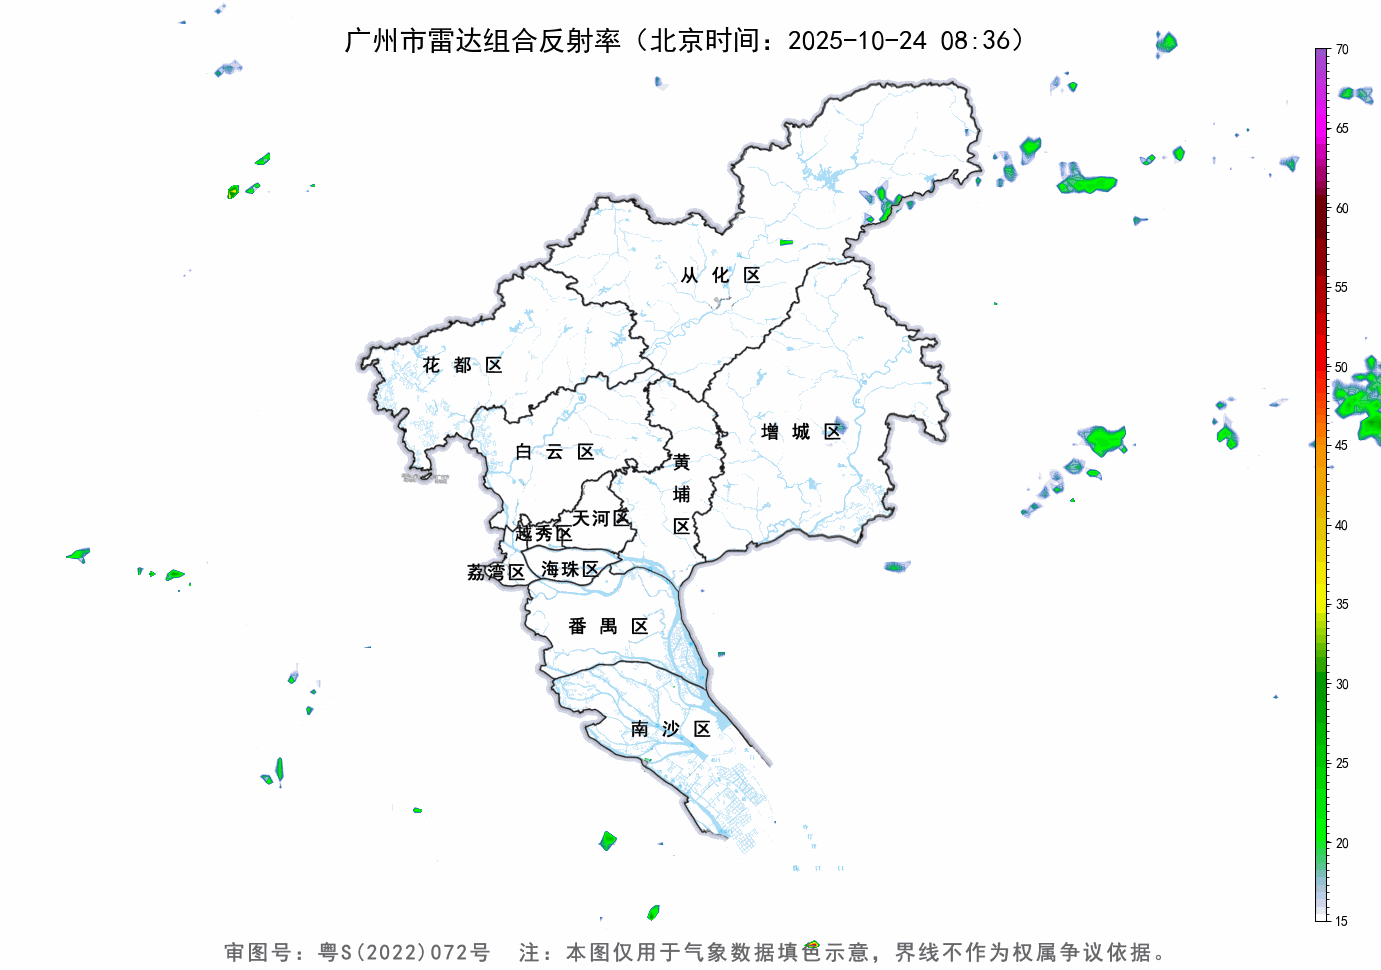 广州市雷达组合反射率（北京时间：2025-10-24 08:36）
70
65
60
55
50
45
40
35
30
25
20
15
从化区
花都区
增城区
白云区
黄埔区
天河区
越秀区
荔湾区
海珠区
番禺区
南沙区
审图号：粤S(2022)072号 注：本图仅用于气象数据填色示意，界线不作为权属争议依据。